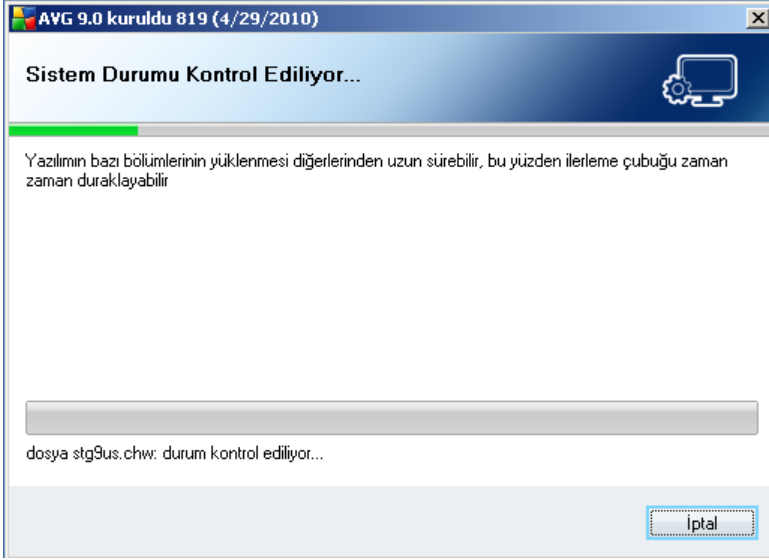 AVG 9.0 kuruldu 819 (4/29/2010)
Sistem Durumu Kontrol Ediliyor...
Yazılımın bazı bölümlerinin yüklenmesi diğerlerinden uzun sürebilir, bu yüzden ilerleme çubuğu zaman
zaman duraklayabilir
dosya stg9us.chw: durum kontrol ediliyor...
İptal